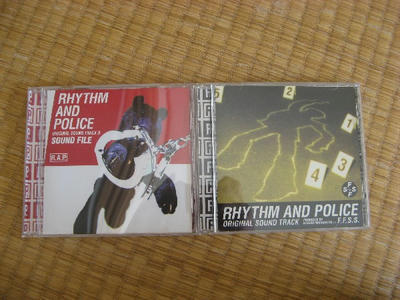 RHYTHM
AND
POLICE
ORIGINAL SOUND TRACK &
SOUND FILE
R.A.P.
5
2
1
3
4
RHYTHM AND POLICE
ORIGINAL SOUND TRACK
F.F.S.S.